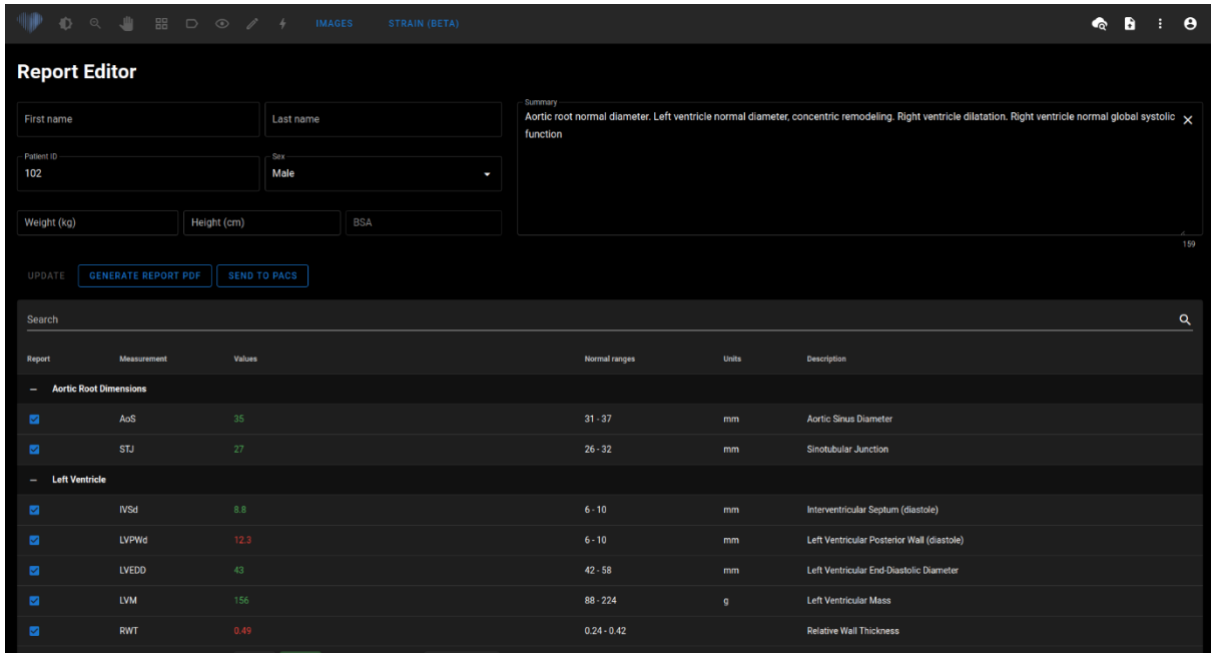 IMAGES STRAIN (BETA)
Report Editor
First name Last name
Summary
Aortic root normal diameter. Left ventricle normal diameter, concentric remodeling. Right ventricle dilatation. Right ventricle normal global systolic
function
Patient ID Sex
102 Male
Weight (kg) Height (cm) BSA
159
UPDATE GENERATE REPORT PDF SEND TO PACS
Search
Report Measurement Values Normal ranges Units Description
Aortic Root Dimensions
AoS 35 31 - 37 mm Aortic Sinus Diameter
STJ 27 26 - 32 mm Sinotubular Junction
Left Ventricle
IVSd 8.8 6 - 10 mm Interventricular Septum (diastole)
LVPWd 12.3 6 - 10 mm Left Ventricular Posterior Wall (diastole)
LVEDD 43 42 - 58 mm Left Ventricular End-Diastolic Diameter
LVM 156 88 - 224 g Left Ventricular Mass
RWT 0.49 0.24 - 0.42 Relative Wall Thickness